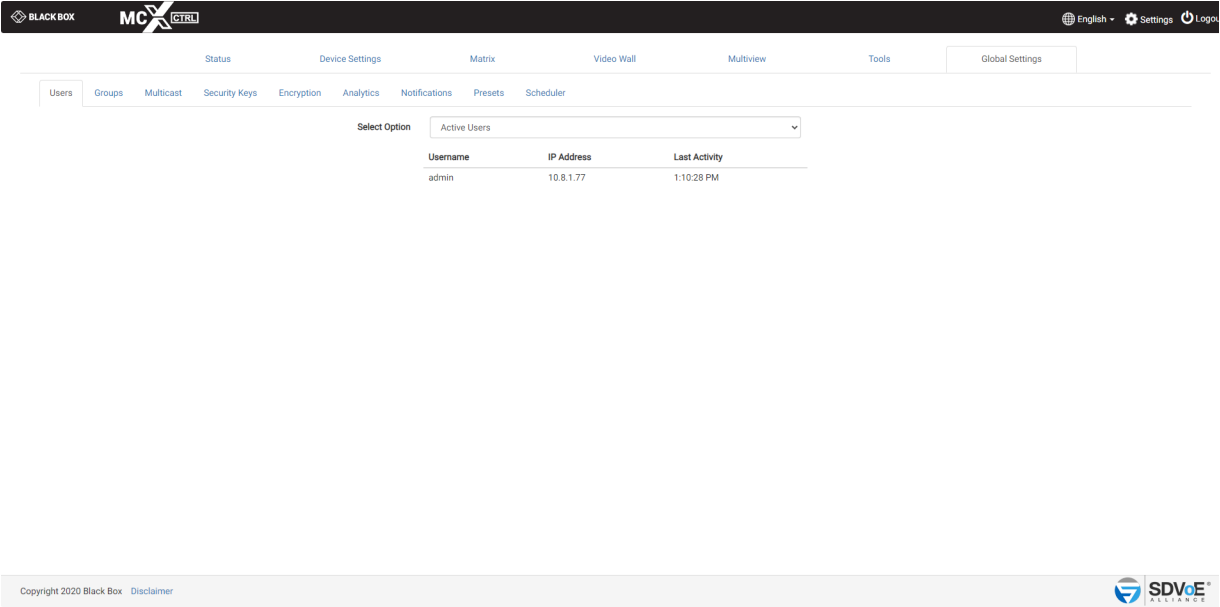 BLACK BOX MCX CTRL English Settings Logou
Status Device Settings Matrix Video Wall Multiview Tools Global Settings
Users Groups Multicast Security Keys Encryption Analytics Notifications Presets Scheduler
Select Option Active Users
Username IP Address Last Activity
admin 10.8.1.77 1:10:28 PM
Copyright 2020 Black Box Disclaimer SDVoE®
ALLIANCE